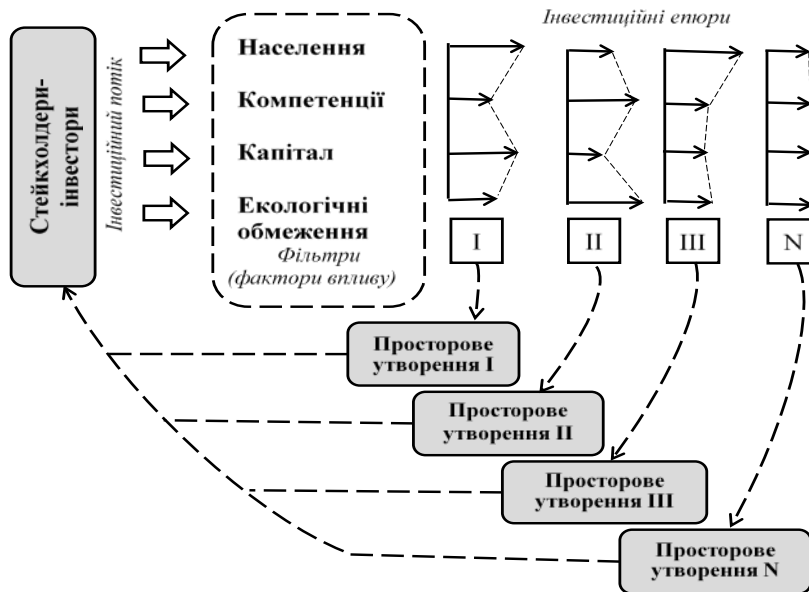 Інвестиційні епюри
Стейкхолдери-
інвестори
Інвестиційний потік
Населення
Компетенції
Капітал
Екологічні
обмеження
Фільтри
(фактори впливу)
I
II
III
N
Просторове
утворення I
Просторове
утворення II
Просторове
утворення III
Просторове
утворення N